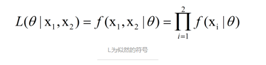 L(θ|x₁,x₂) = f(x₁,x₂|θ) = ∏ᵢ₌₁² f(xᵢ|θ)
L为似然的符号